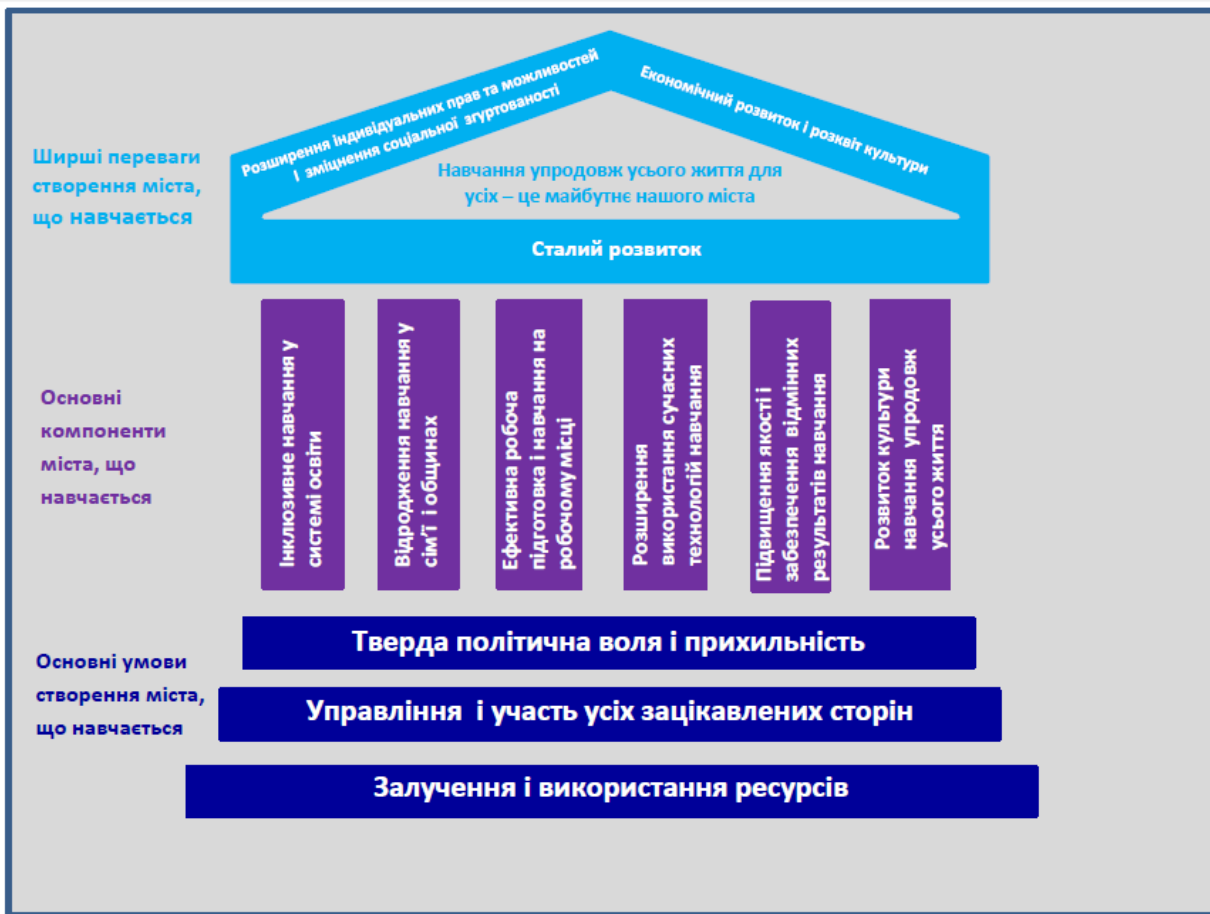 Розширення індивідуальних прав та можливостей
І зміцнення соціальної згуртованості
Економічний розвиток і розквіт культури
Ширші переваги
створення міста,
що навчається
Навчання упродовж усього життя для
усіх – це майбутнє нашого міста
Сталий розвиток
Основні
компоненти
міста, що
навчається
Інклюзивне навчання у
системі освіти
Відродження навчання у
сім'ї і общинах
Ефективна робоча
підготовка і навчання на
робочому місці
Розширення
використання сучасних
технологій навчання
Підвищення якості і
забезпечення відмінних
результатів навчання
Розвиток культури
навчання упродовж
усього життя
Основні умови
створення міста,
що навчається
Тверда політична воля і прихильність
Управління і участь усіх зацікавлених сторін
Залучення і використання ресурсів